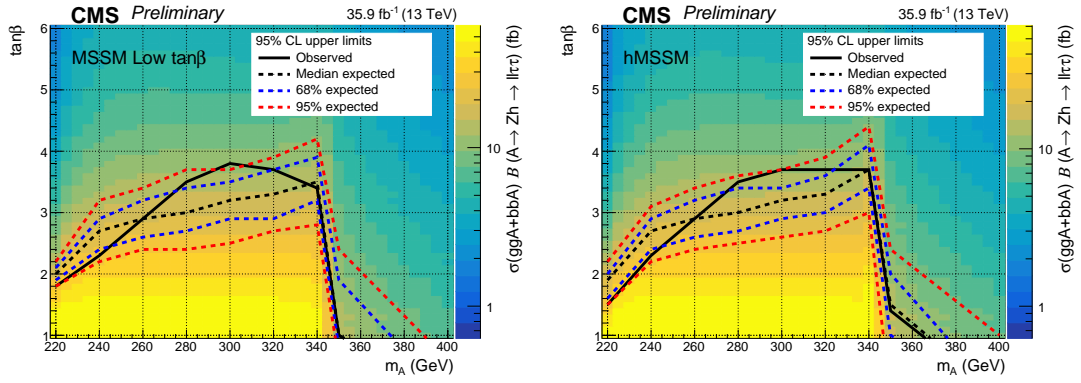 CMS Preliminary 35.9 fb⁻¹ (13 TeV)
tanβ
6
5
4
3
2
1
MSSM Low tanβ
95% CL upper limits
Observed
Median expected
68% expected
95% expected
220 240 260 280 300 320 340 360 380 400
m_A (GeV)
10
1
σ(ggA+bbA) B (A→ Zh → llττ) (fb)
CMS Preliminary 35.9 fb⁻¹ (13 TeV)
tanβ
6
5
4
3
2
1
hMSSM
95% CL upper limits
Observed
Median expected
68% expected
95% expected
220 240 260 280 300 320 340 360 380 400
m_A (GeV)
10
1
σ(ggA+bbA) B (A→ Zh → llττ) (fb)